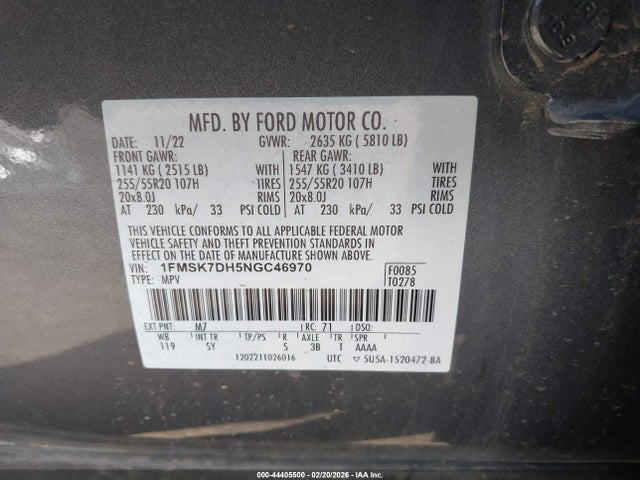 MFD. BY FORD MOTOR CO.
DATE: 11/22 GVWR: 2635 KG ( 5810 LB)
FRONT GAWR: REAR GAWR:
1141 KG ( 2515 LB) WITH 1547 KG ( 3410 LB) WITH
255/55R20 107H TIRES 255/55R20 107H TIRES
20x8.0J RIMS 20x8.0J RIMS
AT 230 kPa/ 33 PSI COLD AT 230 kPa/ 33 PSI COLD
THIS VEHICLE CONFORMS TO ALL APPLICABLE FEDERAL MOTOR
VEHICLE SAFETY AND THEFT PREVENTION STANDARDS IN
EFFECT ON THE DATE OF MANUFACTURE SHOWN ABOVE.
VIN: 1FMSK7DH5NGC46970 F0085
TYPE: MPV T0278
EXT PNT: M7 RC: 71 DSO:
WB INT TR TP/PS R AXLE TR SPR
119 SY S 3B T AAAA
1202211026016 UTC ▽ 5U5A-1520472-BA
000-44405500 - 02/20/2026 - IAA Inc.